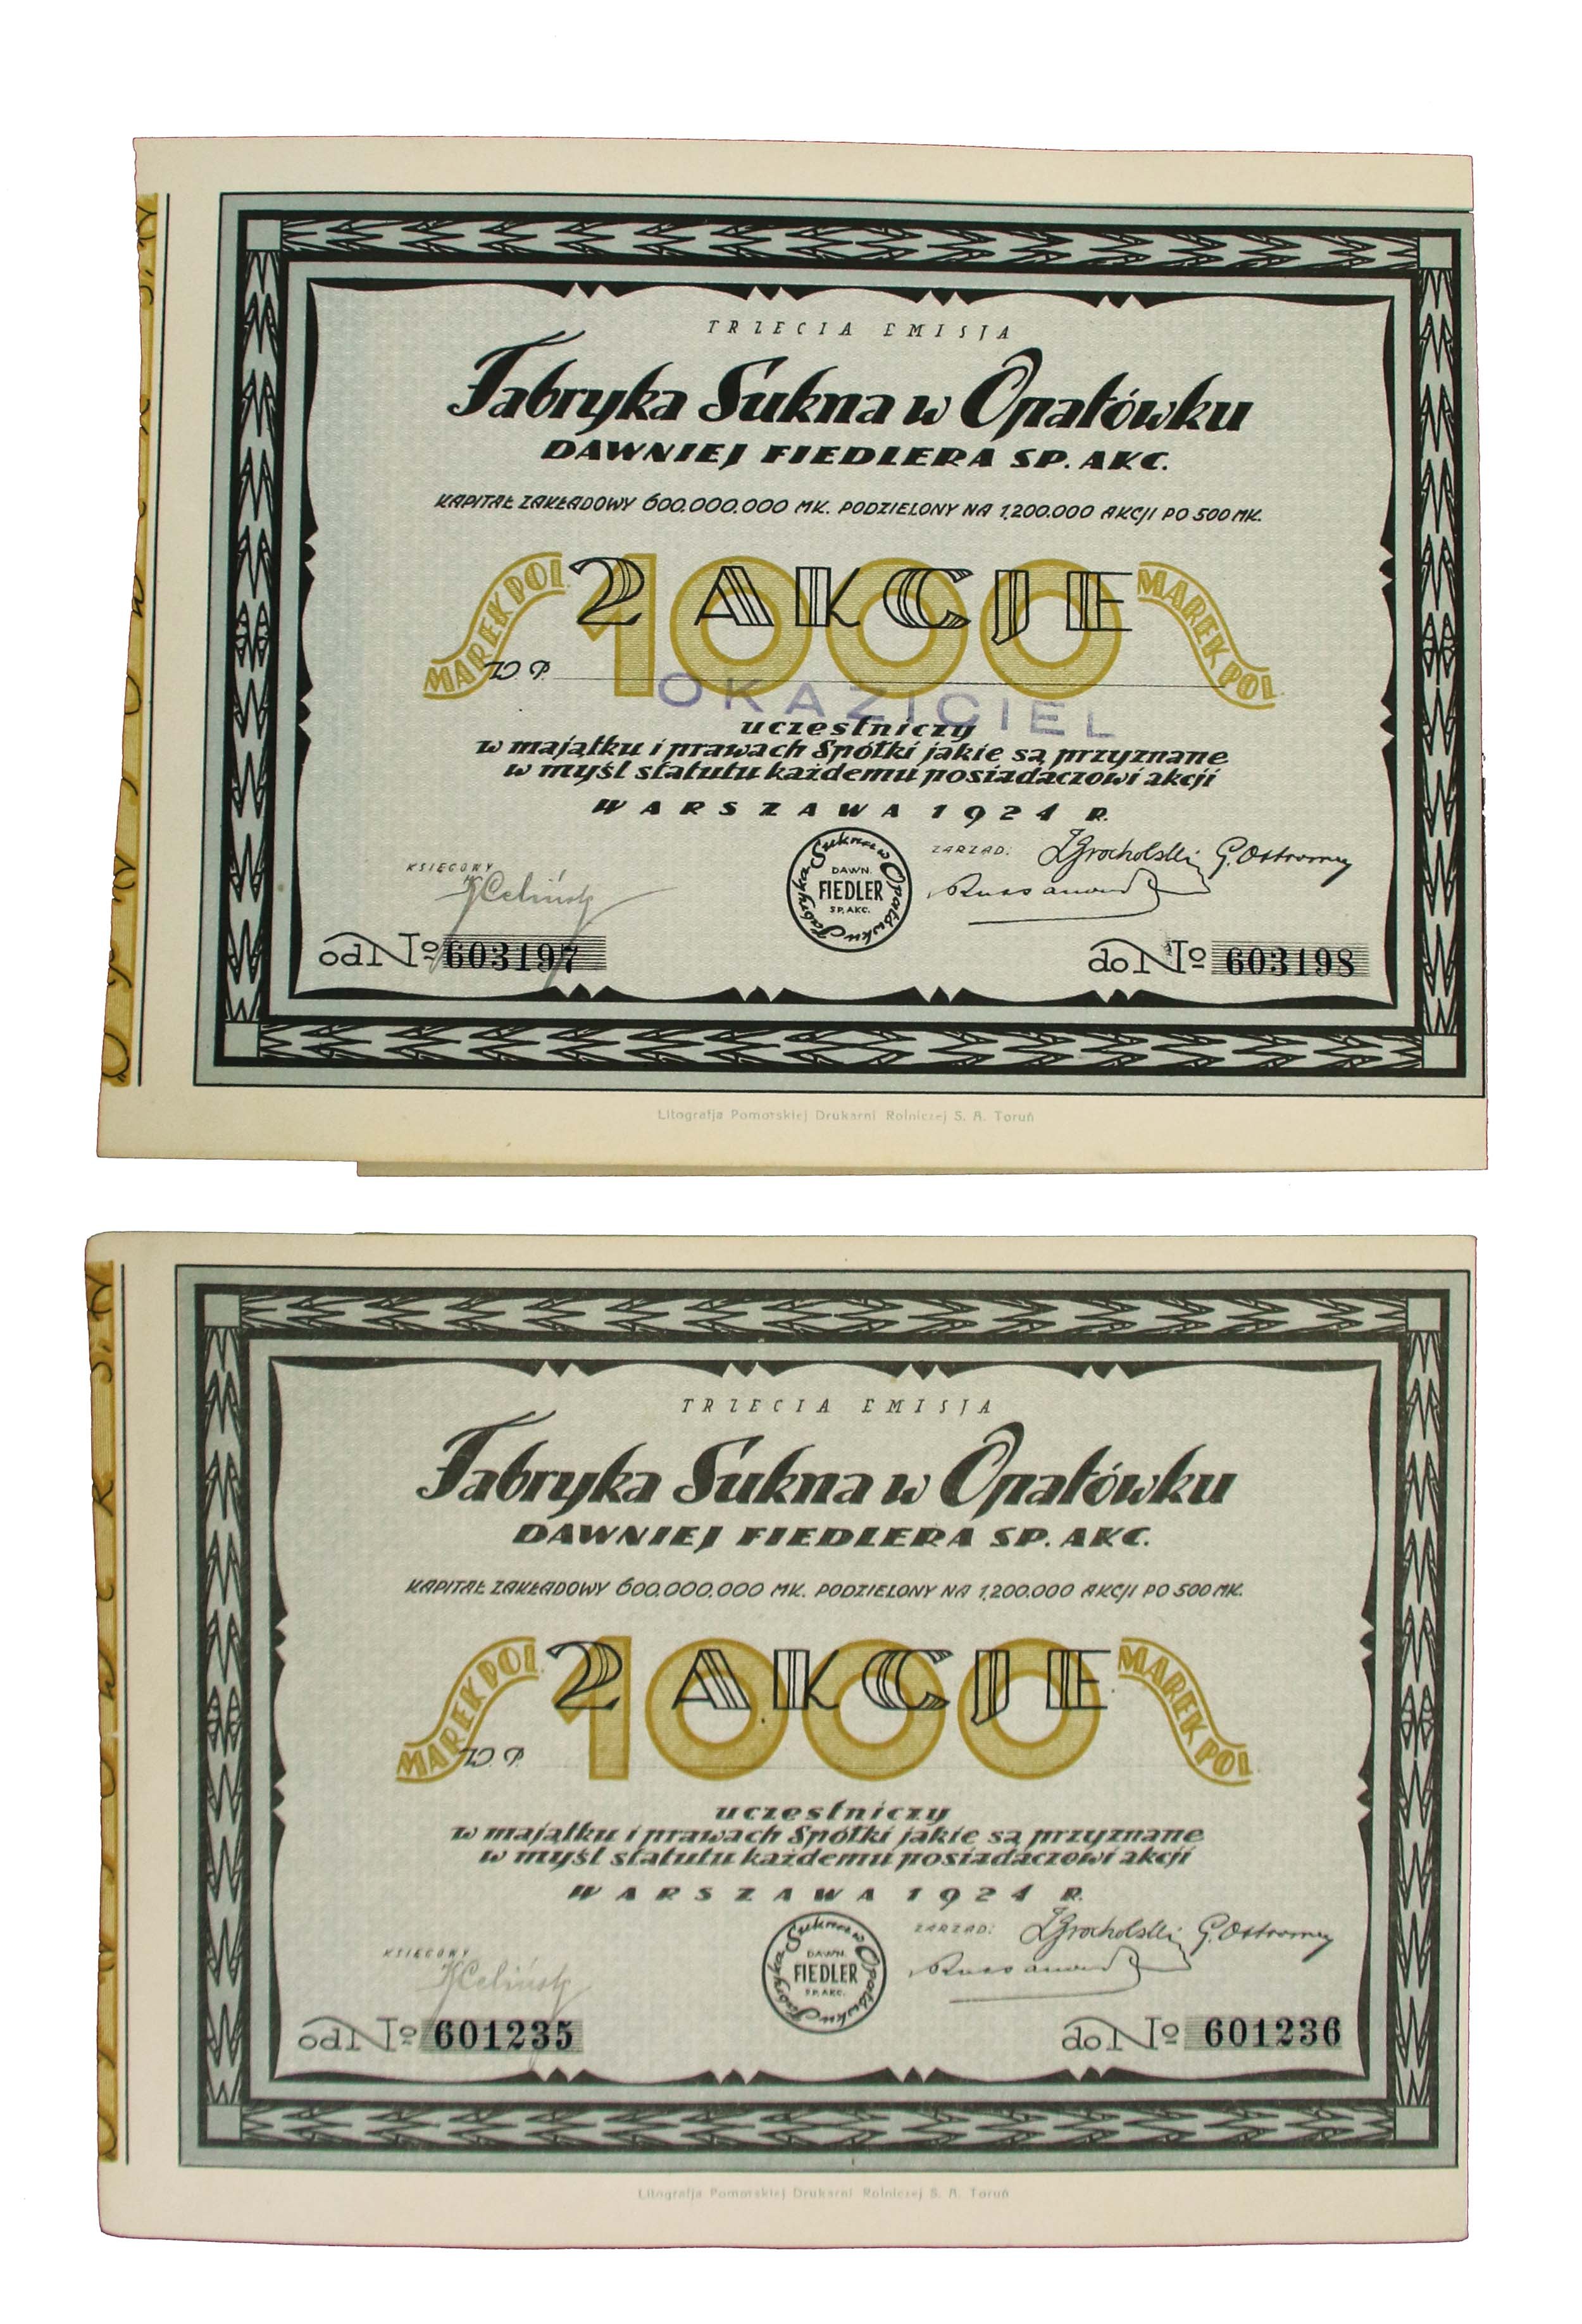 TRZECIA EMISJA
Fabryka Sukna w Opatówku
DAWNIEJ FIEDLERA SP. AKC.
KAPITAŁ ZAKŁADOWY 600.000.000 MK. PODZIELONY NA 1,200.000 AKCJI PO 500 MK.
MAREK POL. 1000 MAREK POL.
2 AKCJE
OKAZICIEL
uczestniczy
w majątku i prawach Spółki jakie są przyznane
w myśl statutu każdemu posiadaczowi akcji
WARSZAWA 1924 R.
KSIĘGOWY
ZARZĄD:
Fabryka Sukna w Opatówku
DAWN.
FIEDLER
SP. AKC.
od No 603197
do No 603198
Litografja Pomorskiej Drukarni Rolniczej S. A. Toruń
TRZECIA EMISJA
Fabryka Sukna w Opatówku
DAWNIEJ FIEDLERA SP. AKC.
KAPITAŁ ZAKŁADOWY 600.000.000 MK. PODZIELONY NA 1,200.000 AKCJI PO 500 MK.
MAREK POL. 1000 MAREK POL.
2 AKCJE
uczestniczy
w majątku i prawach Spółki jakie są przyznane
w myśl statutu każdemu posiadaczowi akcji
WARSZAWA 1924 R.
KSIĘGOWY
ZARZĄD:
Fabryka Sukna w Opatówku
DAWN.
FIEDLER
SP. AKC.
od No 601235
do No 601236
Litografja Pomorskiej Drukarni Rolniczej S. A. Toruń